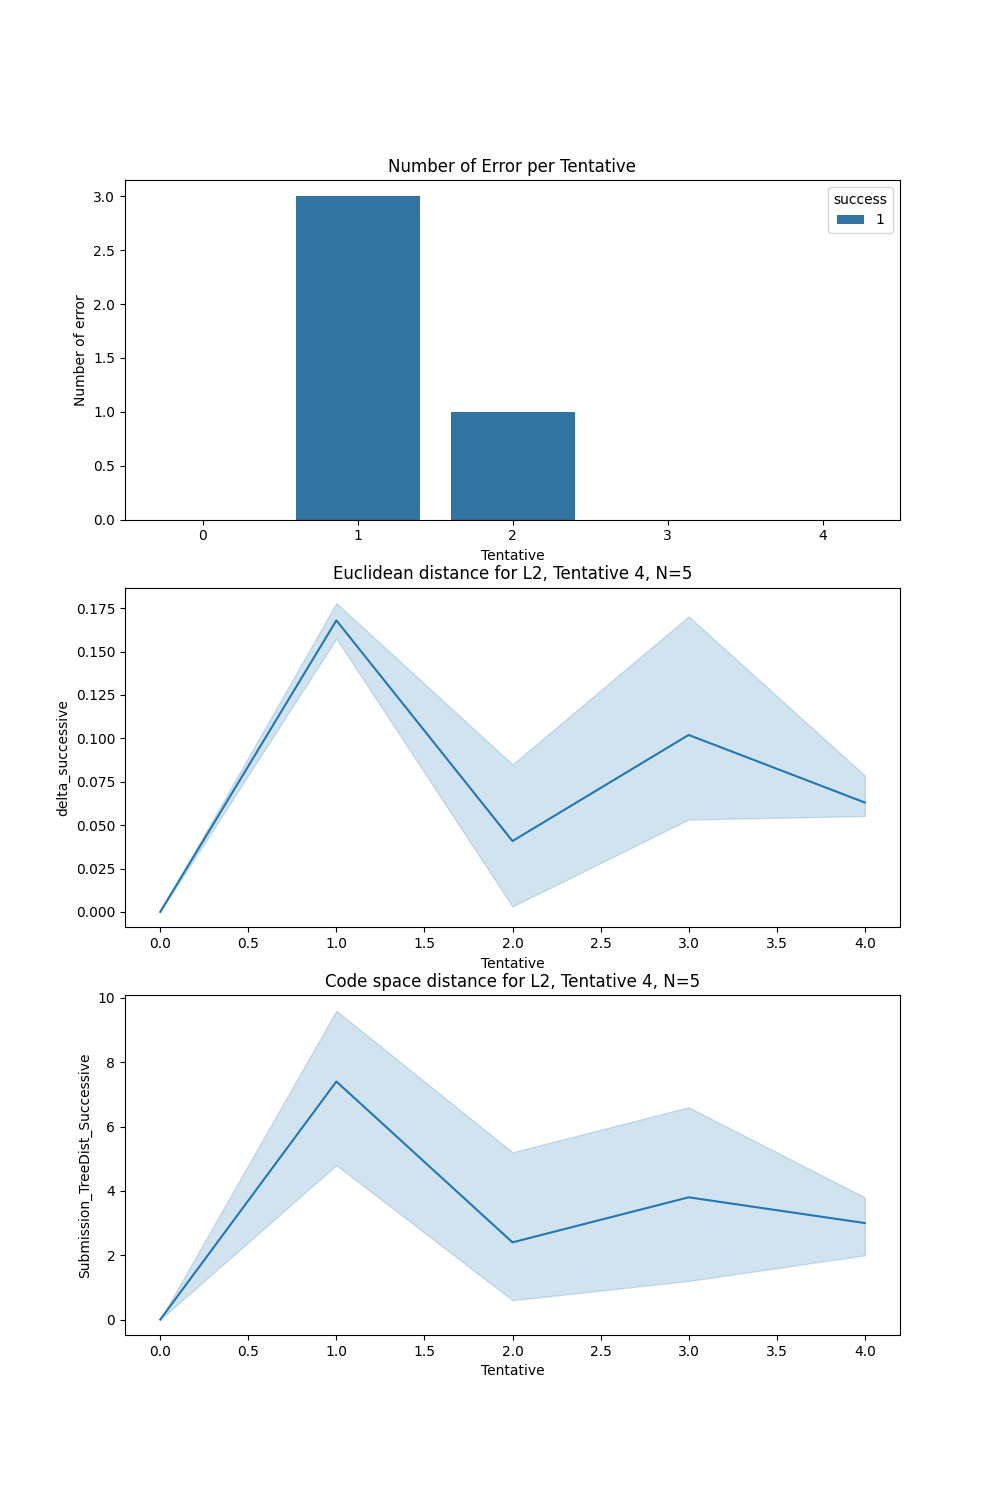 Number of Error per Tentative
success
1
3.0
2.5
2.0
1.5
1.0
0.5
0.0
Number of error
0 1 2 3 4
Tentative
Euclidean distance for L2, Tentative 4, N=5
0.175
0.150
0.125
0.100
0.075
0.050
0.025
0.000
delta_successive
0.0 0.5 1.0 1.5 2.0 2.5 3.0 3.5 4.0
Tentative
Code space distance for L2, Tentative 4, N=5
10
8
6
4
2
0
Submission_TreeDist_Successive
0.0 0.5 1.0 1.5 2.0 2.5 3.0 3.5 4.0
Tentative